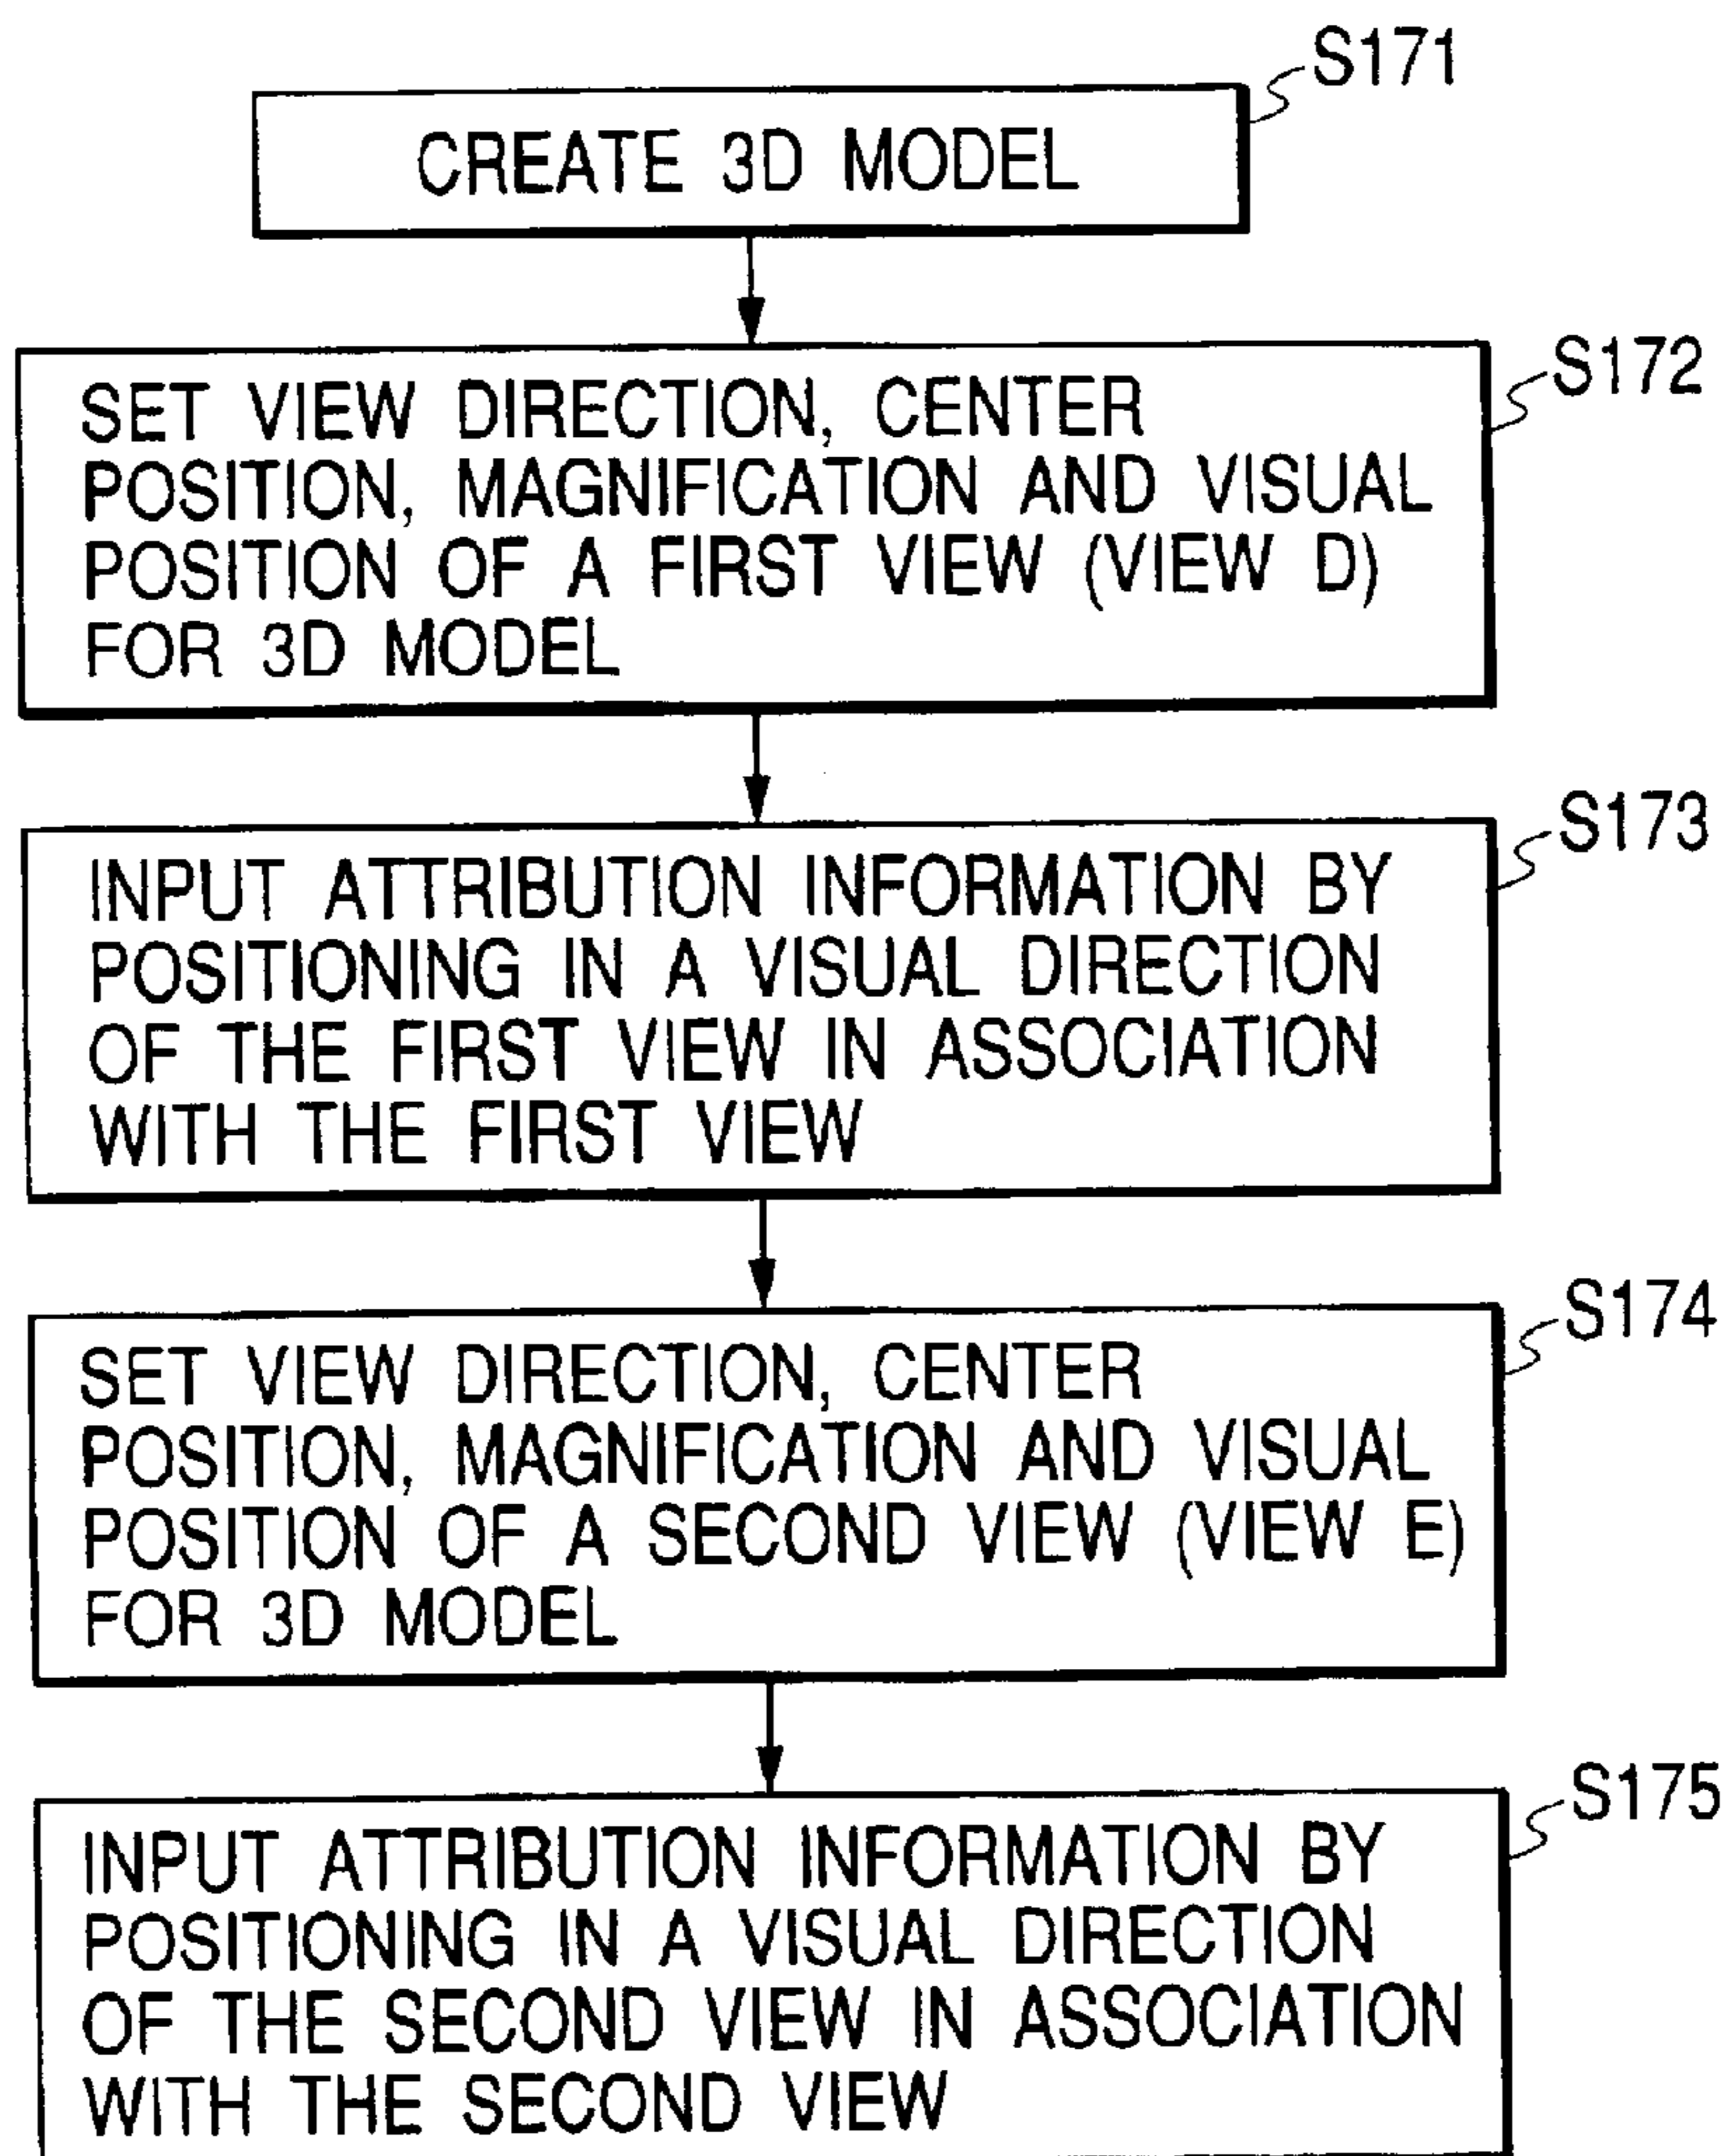 S171
CREATE 3D MODEL
S172
SET VIEW DIRECTION, CENTER
POSITION, MAGNIFICATION AND VISUAL
POSITION OF A FIRST VIEW (VIEW D)
FOR 3D MODEL
S173
INPUT ATTRIBUTION INFORMATION BY
POSITIONING IN A VISUAL DIRECTION
OF THE FIRST VIEW IN ASSOCIATION
WITH THE FIRST VIEW
S174
SET VIEW DIRECTION, CENTER
POSITION, MAGNIFICATION AND VISUAL
POSITION OF A SECOND VIEW (VIEW E)
FOR 3D MODEL
S175
INPUT ATTRIBUTION INFORMATION BY
POSITIONING IN A VISUAL DIRECTION
OF THE SECOND VIEW IN ASSOCIATION
WITH THE SECOND VIEW